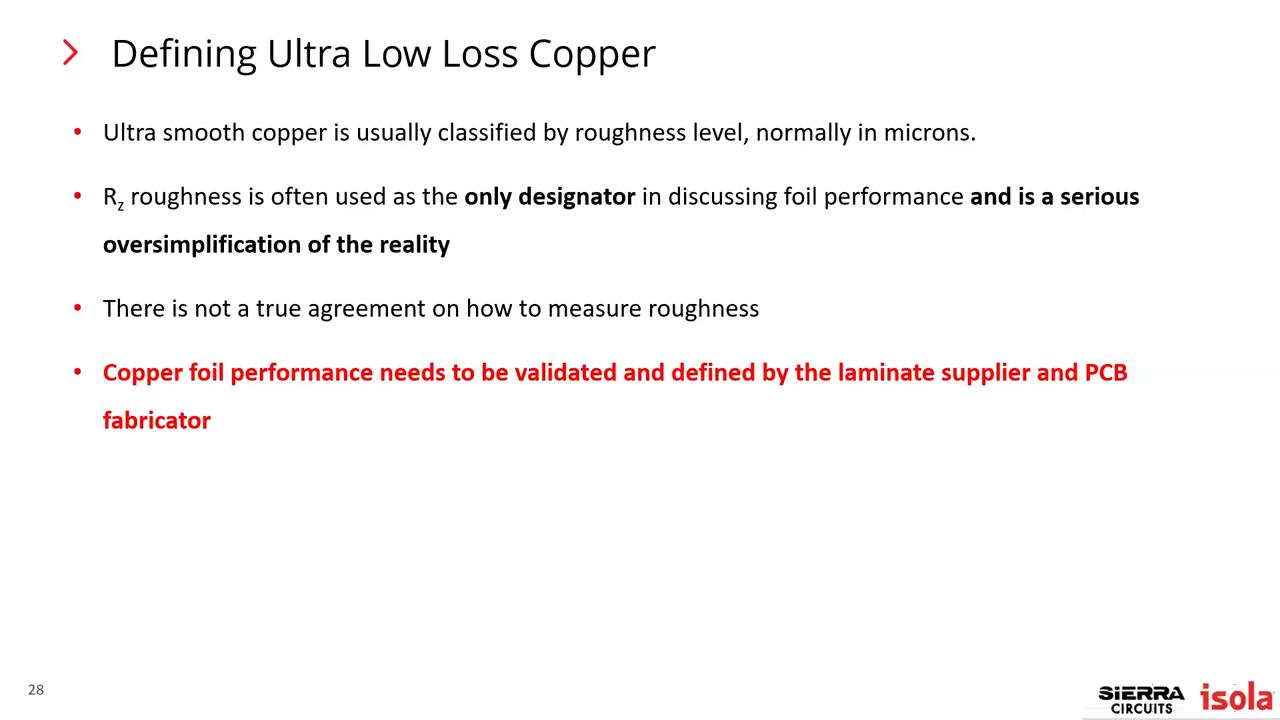 Defining Ultra Low Loss Copper
• Ultra smooth copper is usually classified by roughness level, normally in microns.
• Rz roughness is often used as the only designator in discussing foil performance and is a serious
oversimplification of the reality
• There is not a true agreement on how to measure roughness
• Copper foil performance needs to be validated and defined by the laminate supplier and PCB
fabricator
28
SIERRA
CIRCUITS
isola